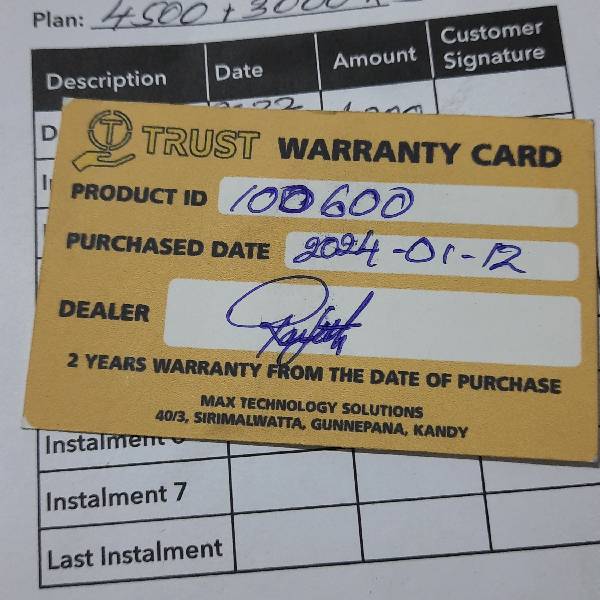 Plan: 4500 + 3000
Description Date Amount Customer Signature
TRUST WARRANTY CARD
PRODUCT ID 100600
PURCHASED DATE 2024-01-12
DEALER
2 YEARS WARRANTY FROM THE DATE OF PURCHASE
MAX TECHNOLOGY SOLUTIONS
40/3, SIRIMALWATTA, GUNNEPANA, KANDY
Instalment
Instalment 7
Last Instalment